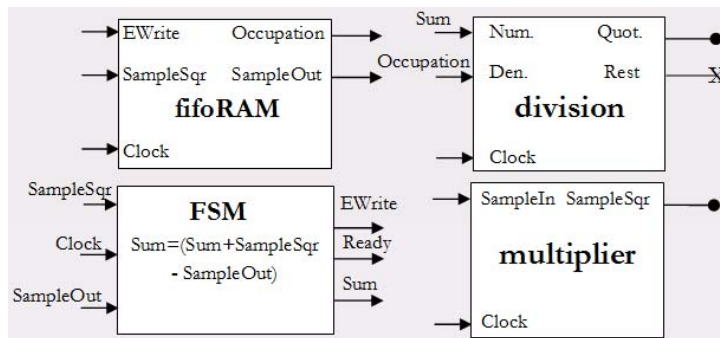 EWrite Occupation
SampleSqr SampleOut
fifoRAM
Clock
Sum
Num. Quot.
Occupation
Den. Rest X
division
Clock
SampleSqr
FSM
EWrite
Clock
Sum=(Sum+SampleSqr
- SampleOut)
Ready
SampleOut
Sum
SampleIn SampleSqr
multiplier
Clock